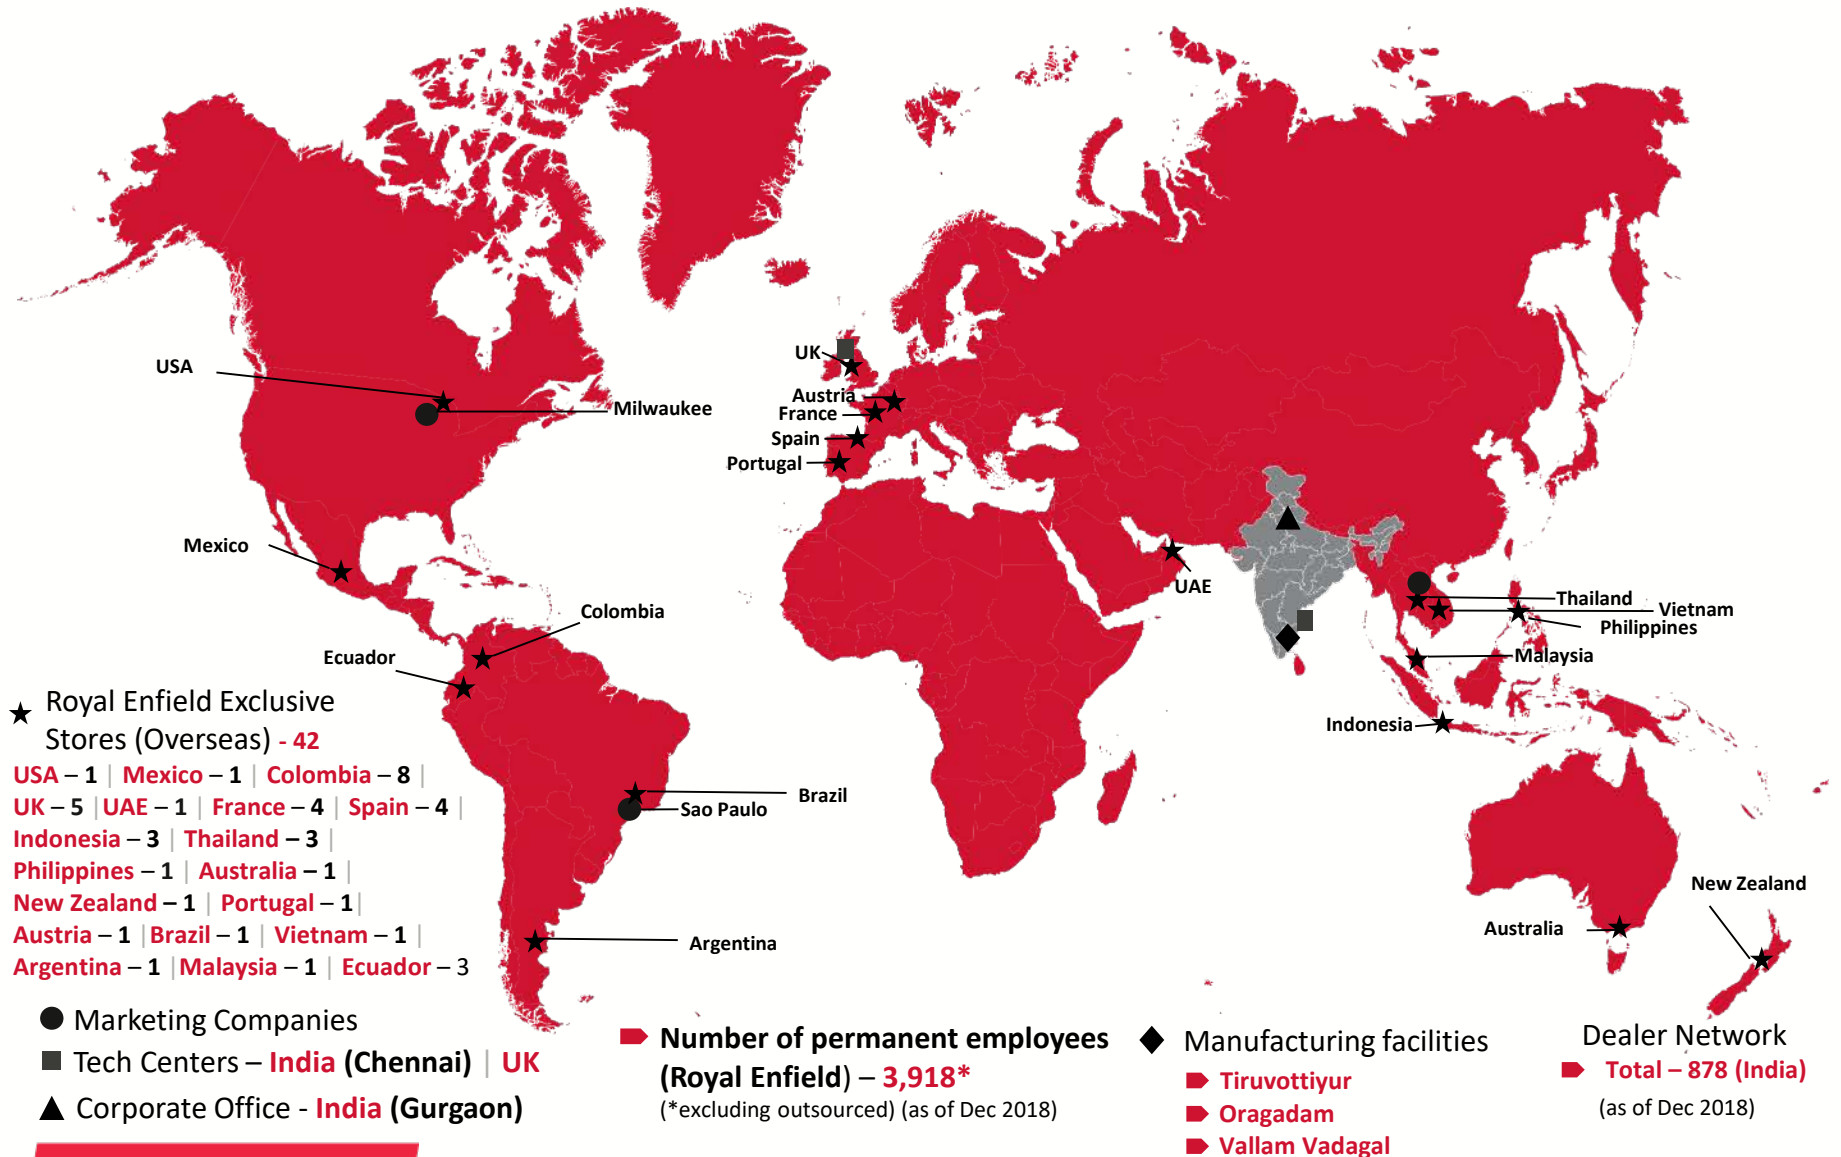 USA
Milwaukee
Mexico
Colombia
Ecuador
UK
Austria
France
Spain
Portugal
UAE
Thailand
Vietnam
Philippines
Malaysia
Indonesia
Brazil
Sao Paulo
Argentina
Australia
New Zealand
Royal Enfield Exclusive
Stores (Overseas) - 42
USA – 1 | Mexico – 1 | Colombia – 8 |
UK – 5 |UAE – 1 | France – 4 | Spain – 4 |
Indonesia – 3 | Thailand – 3 |
Philippines – 1 | Australia – 1 |
New Zealand – 1 | Portugal – 1|
Austria – 1 |Brazil – 1 | Vietnam – 1 |
Argentina – 1 |Malaysia – 1 | Ecuador – 3
Marketing Companies
Tech Centers – India (Chennai) | UK
Corporate Office - India (Gurgaon)
Number of permanent employees
(Royal Enfield) – 3,918*
(*excluding outsourced) (as of Dec 2018)
Manufacturing facilities
Tiruvottiyur
Oragadam
Vallam Vadagal
Dealer Network
Total – 878 (India)
(as of Dec 2018)